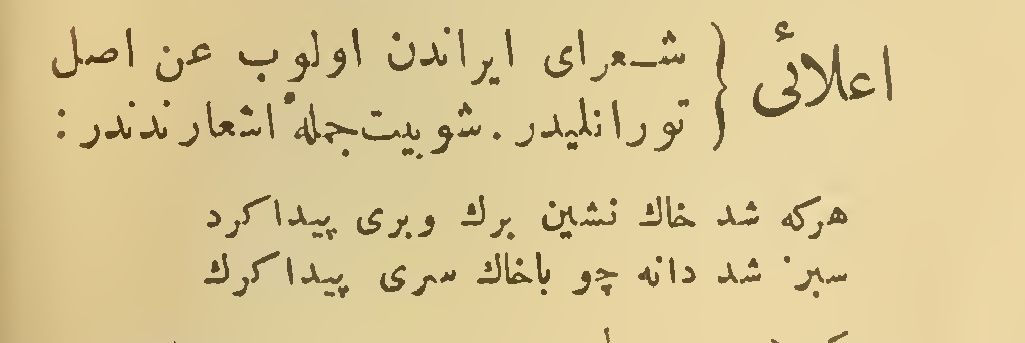 اعلائی { شعرای ایراندن اولوب عن اصل
تورانلیدر . شو بیت جملهٔ اشعارندندر :
هرکه شد خاك نشین برك وبری پیدا کرد
سبز شد دانه چو باخاك سری پیدا کرك